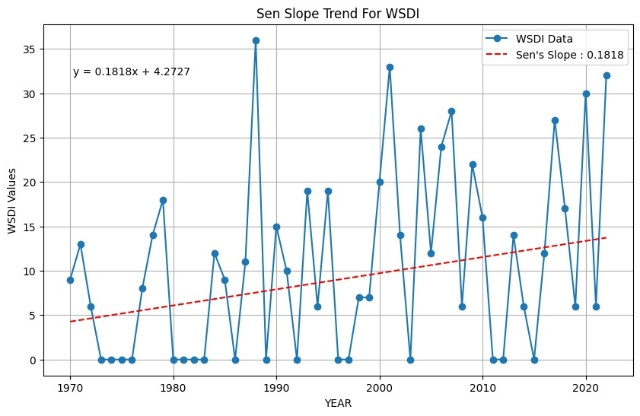 Sen Slope Trend For WSDI
WSDI Data
Sen's Slope : 0.1818
y = 0.1818x + 4.2727
WSDI Values
35
30
25
20
15
10
5
0
1970
1980
1990
2000
2010
2020
YEAR